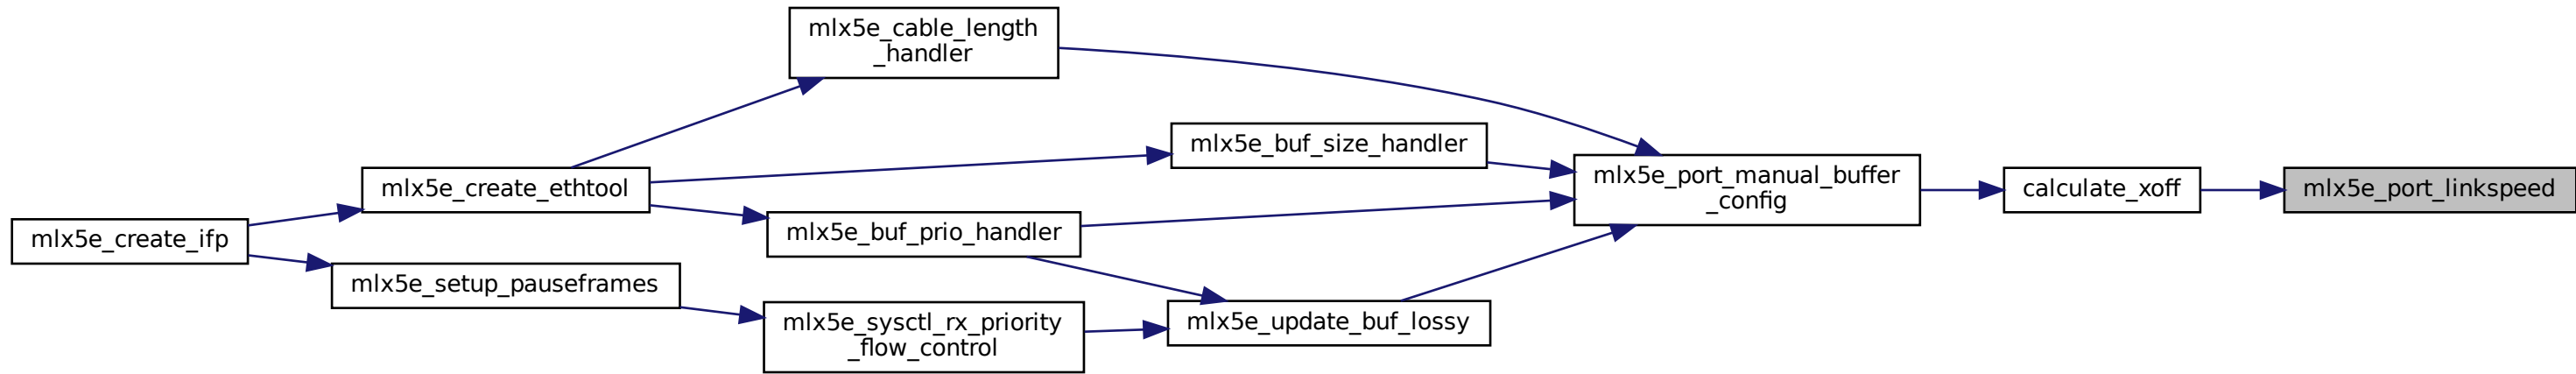 mlx5e_cable_length
_handler
mlx5e_buf_size_handler
mlx5e_create_ethtool
mlx5e_port_manual_buffer
_config
calculate_xoff
mlx5e_port_linkspeed
mlx5e_create_ifp
mlx5e_buf_prio_handler
mlx5e_setup_pauseframes
mlx5e_sysctl_rx_priority
_flow_control
mlx5e_update_buf_lossy